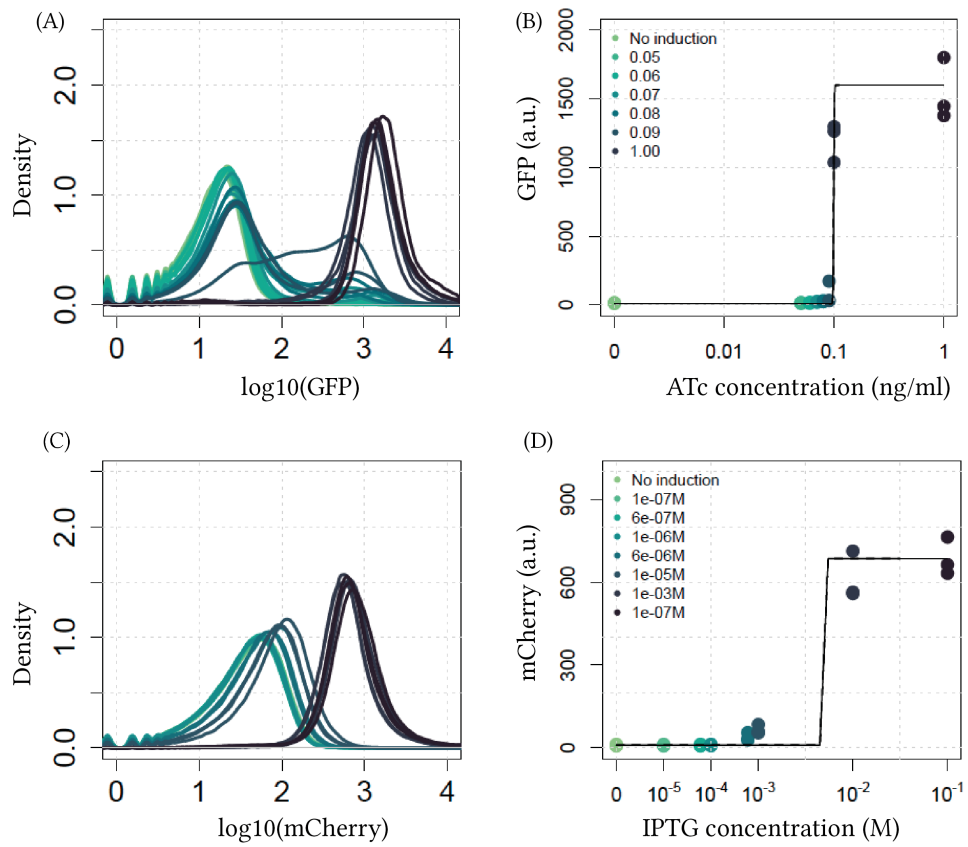 (A)
Density
0.0
1.0
2.0
0 1 2 3 4
log10(GFP)
(B)
GFP (a.u.)
0
500
1000
1500
2000
No induction
0.05
0.06
0.07
0.08
0.09
1.00
0 0.01 0.1 1
ATc concentration (ng/ml)
(C)
Density
0.0
1.0
2.0
0 1 2 3 4
log10(mCherry)
(D)
mCherry (a.u.)
0
300
600
900
No induction
1e-07M
6e-07M
1e-06M
6e-06M
1e-05M
1e-03M
1e-07M
0 10⁻⁵ 10⁻⁴ 10⁻³ 10⁻² 10⁻¹
IPTG concentration (M)